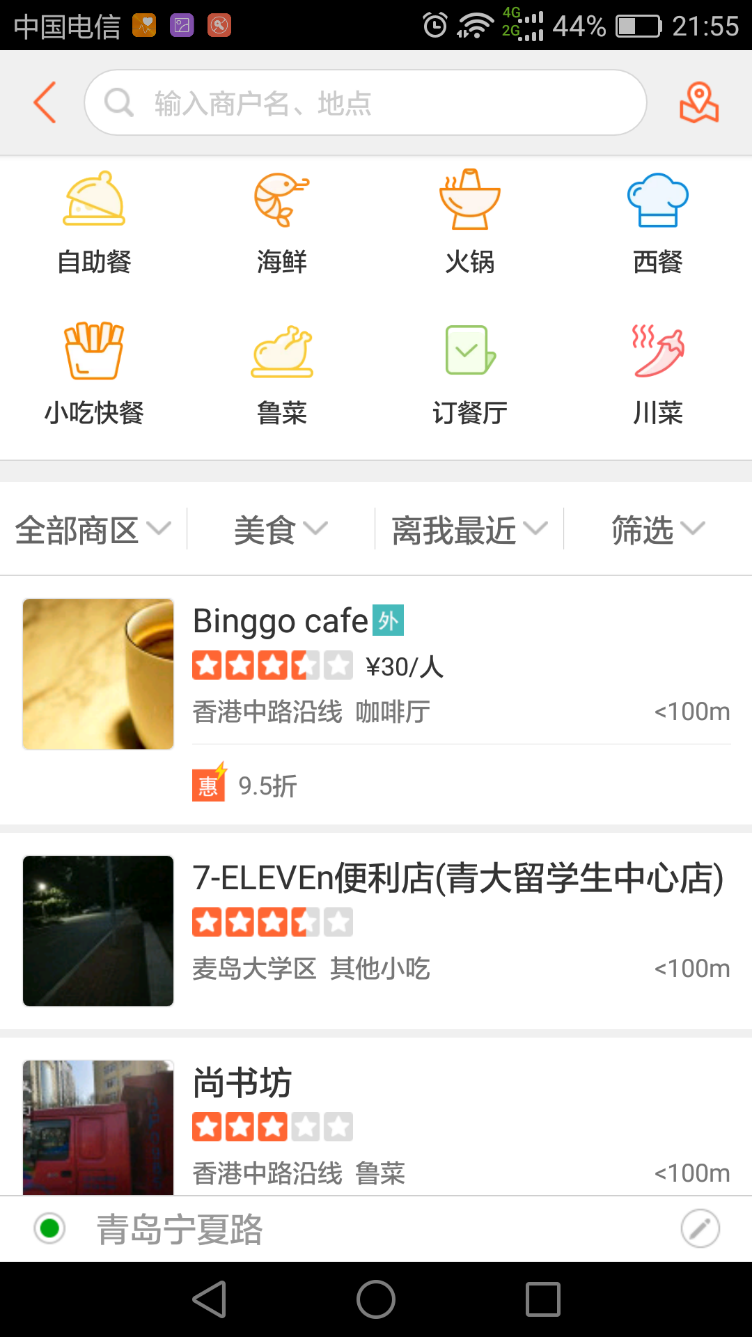 中国电信 4G 2G 44% 21:55
输入商户名、地点
自助餐 海鲜 火锅 西餐
小吃快餐 鲁菜 订餐厅 川菜
全部商区 美食 离我最近 筛选
Binggo cafe 外
¥30/人
香港中路沿线 咖啡厅 <100m
惠 9.5折
7-ELEVEn便利店(青大留学生中心店)
麦岛大学区 其他小吃 <100m
尚书坊
香港中路沿线 鲁菜 <100m
青岛宁夏路